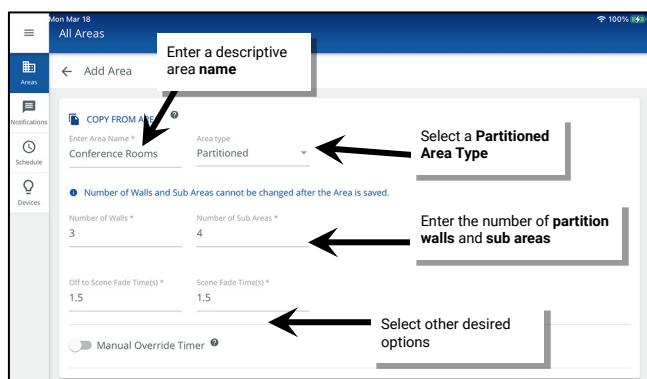 Mon Mar 18
100%
All Areas
Enter a descriptive
area name
Areas
← Add Area
Notifications
COPY FROM ARE
Enter Area Name *
Area type
Conference Rooms
Partitioned
Select a Partitioned
Area Type
Schedule
Number of Walls and Sub Areas cannot be changed after the Area is saved.
Devices
Number of Walls *
Number of Sub Areas *
3
4
Enter the number of partition
walls and sub areas
Off to Scene Fade Time(s) *
Scene Fade Time(s) *
1.5
1.5
Select other desired
options
Manual Override Timer